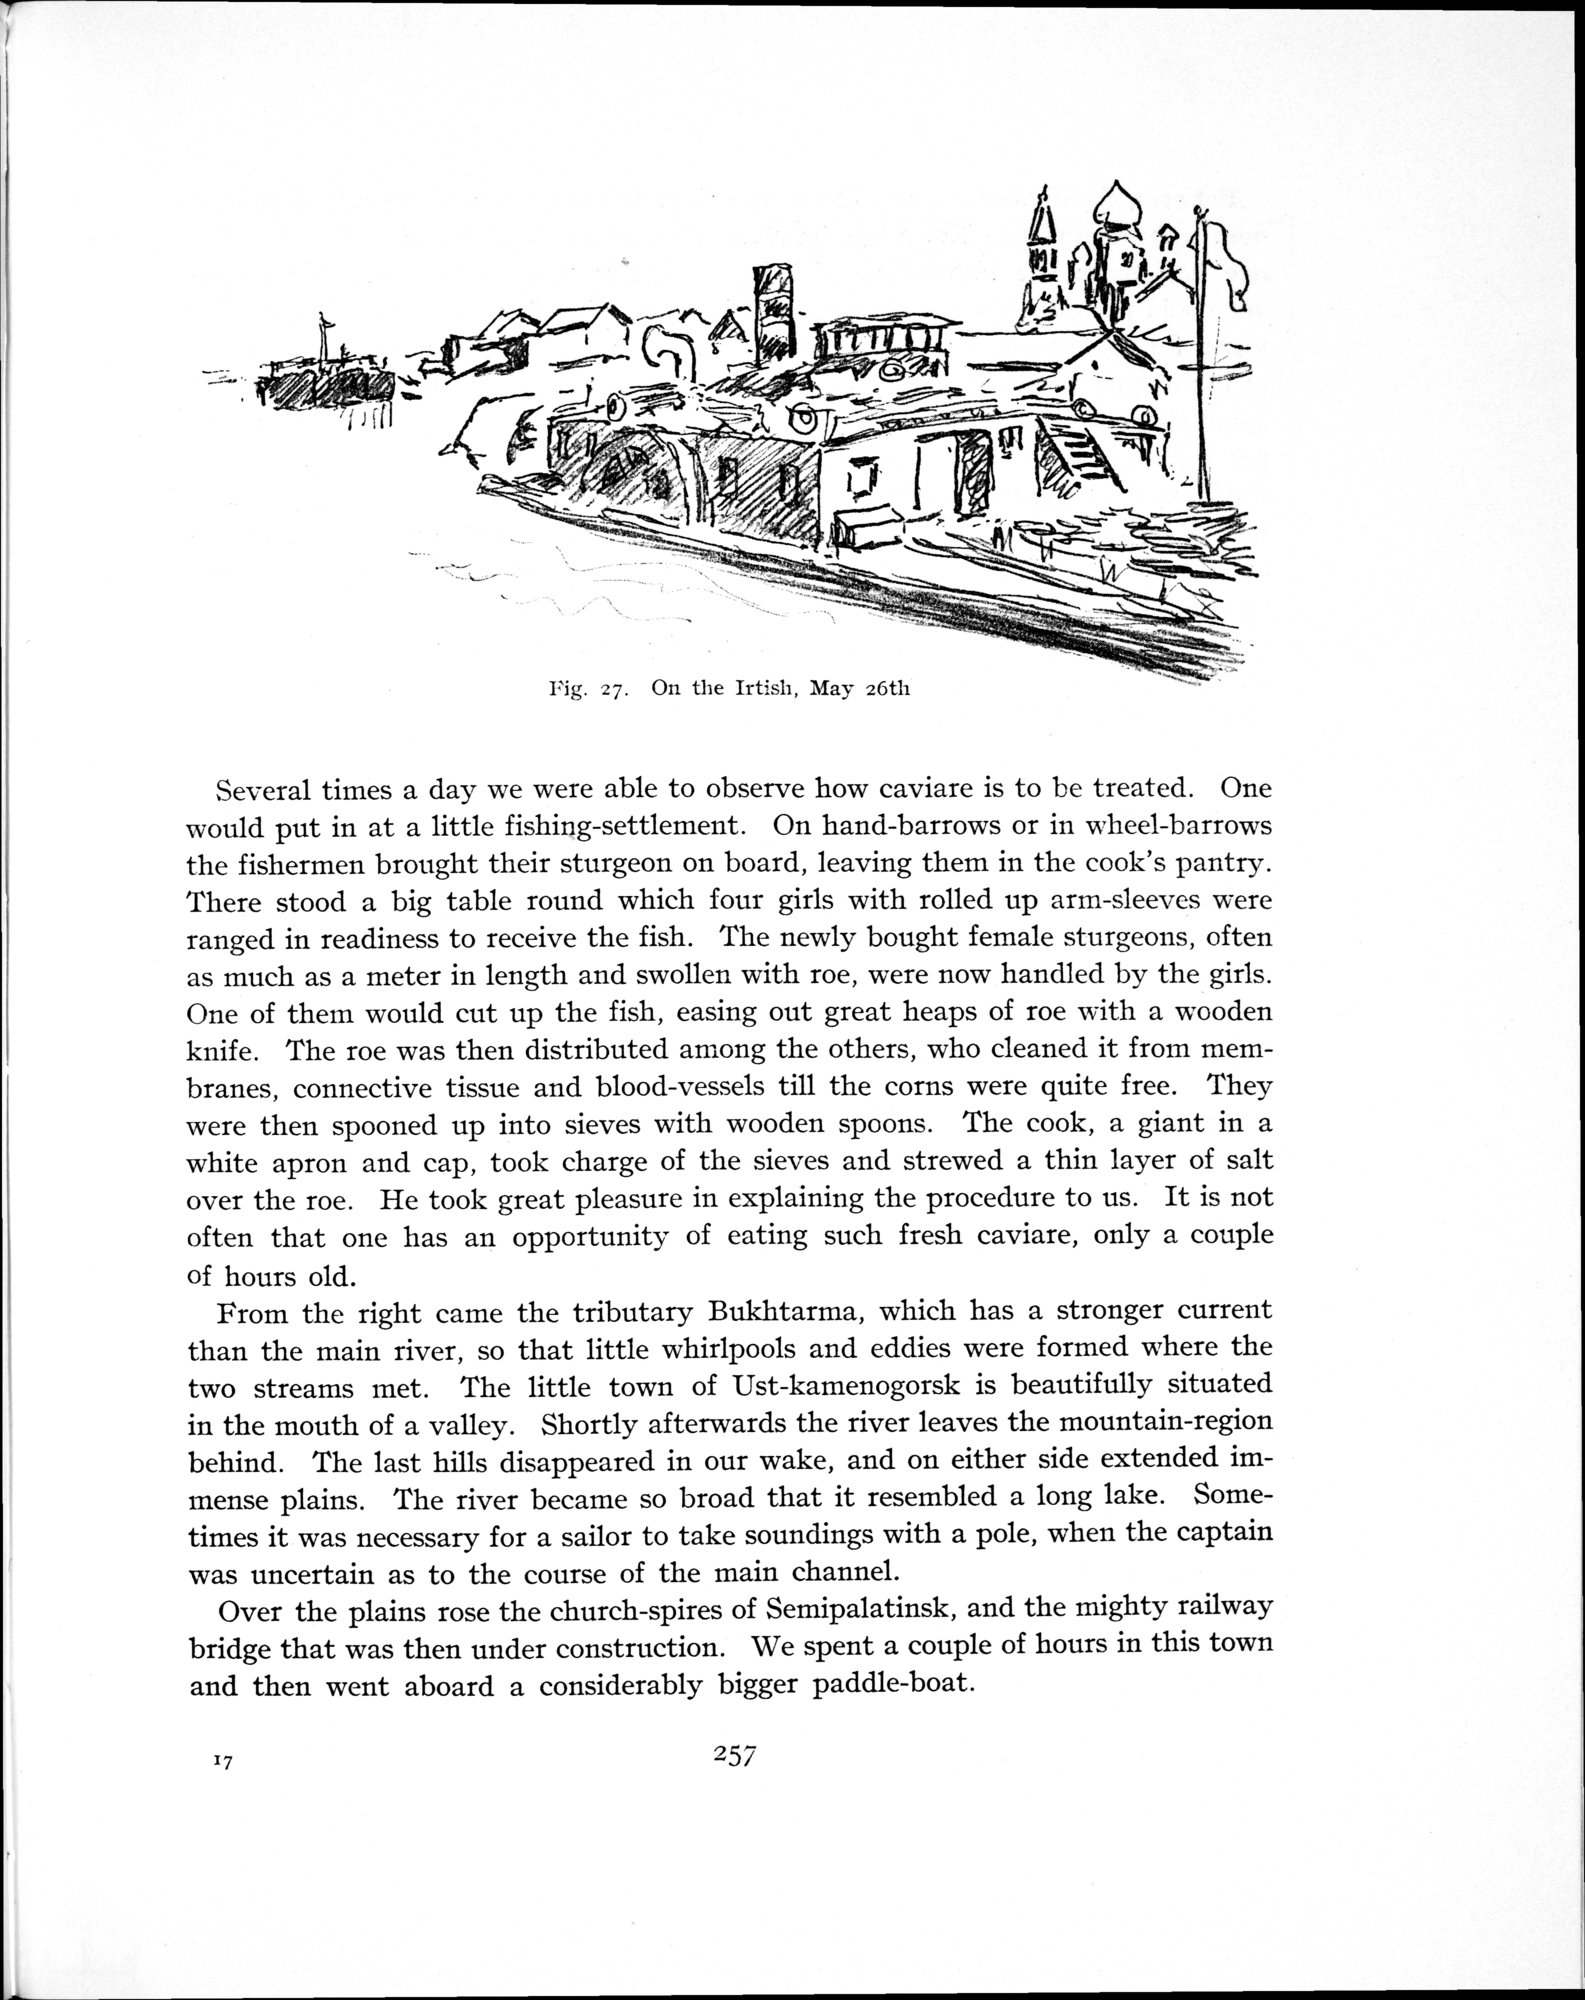 Fig. 27. On the Irtish, May 26th
Several times a day we were able to observe how caviare is to be treated. One
would put in at a little fishing-settlement. On hand-barrows or in wheel-barrows
the fishermen brought their sturgeon on board, leaving them in the cook's pantry.
There stood a big table round which four girls with rolled up arm-sleeves were
ranged in readiness to receive the fish. The newly bought female sturgeons, often
as much as a meter in length and swollen with roe, were now handled by the girls.
One of them would cut up the fish, easing out great heaps of roe with a wooden
knife. The roe was then distributed among the others, who cleaned it from mem-
branes, connective tissue and blood-vessels till the corns were quite free. They
were then spooned up into sieves with wooden spoons. The cook, a giant in a
white apron and cap, took charge of the sieves and strewed a thin layer of salt
over the roe. He took great pleasure in explaining the procedure to us. It is not
often that one has an opportunity of eating such fresh caviare, only a couple
of hours old.
From the right came the tributary Bukhtarma, which has a stronger current
than the main river, so that little whirlpools and eddies were formed where the
two streams met. The little town of Ust-kamenogorsk is beautifully situated
in the mouth of a valley. Shortly afterwards the river leaves the mountain-region
behind. The last hills disappeared in our wake, and on either side extended im-
mense plains. The river became so broad that it resembled a long lake. Some-
times it was necessary for a sailor to take soundings with a pole, when the captain
was uncertain as to the course of the main channel.
Over the plains rose the church-spires of Semipalatinsk, and the mighty railway
bridge that was then under construction. We spent a couple of hours in this town
and then went aboard a considerably bigger paddle-boat.
17
257